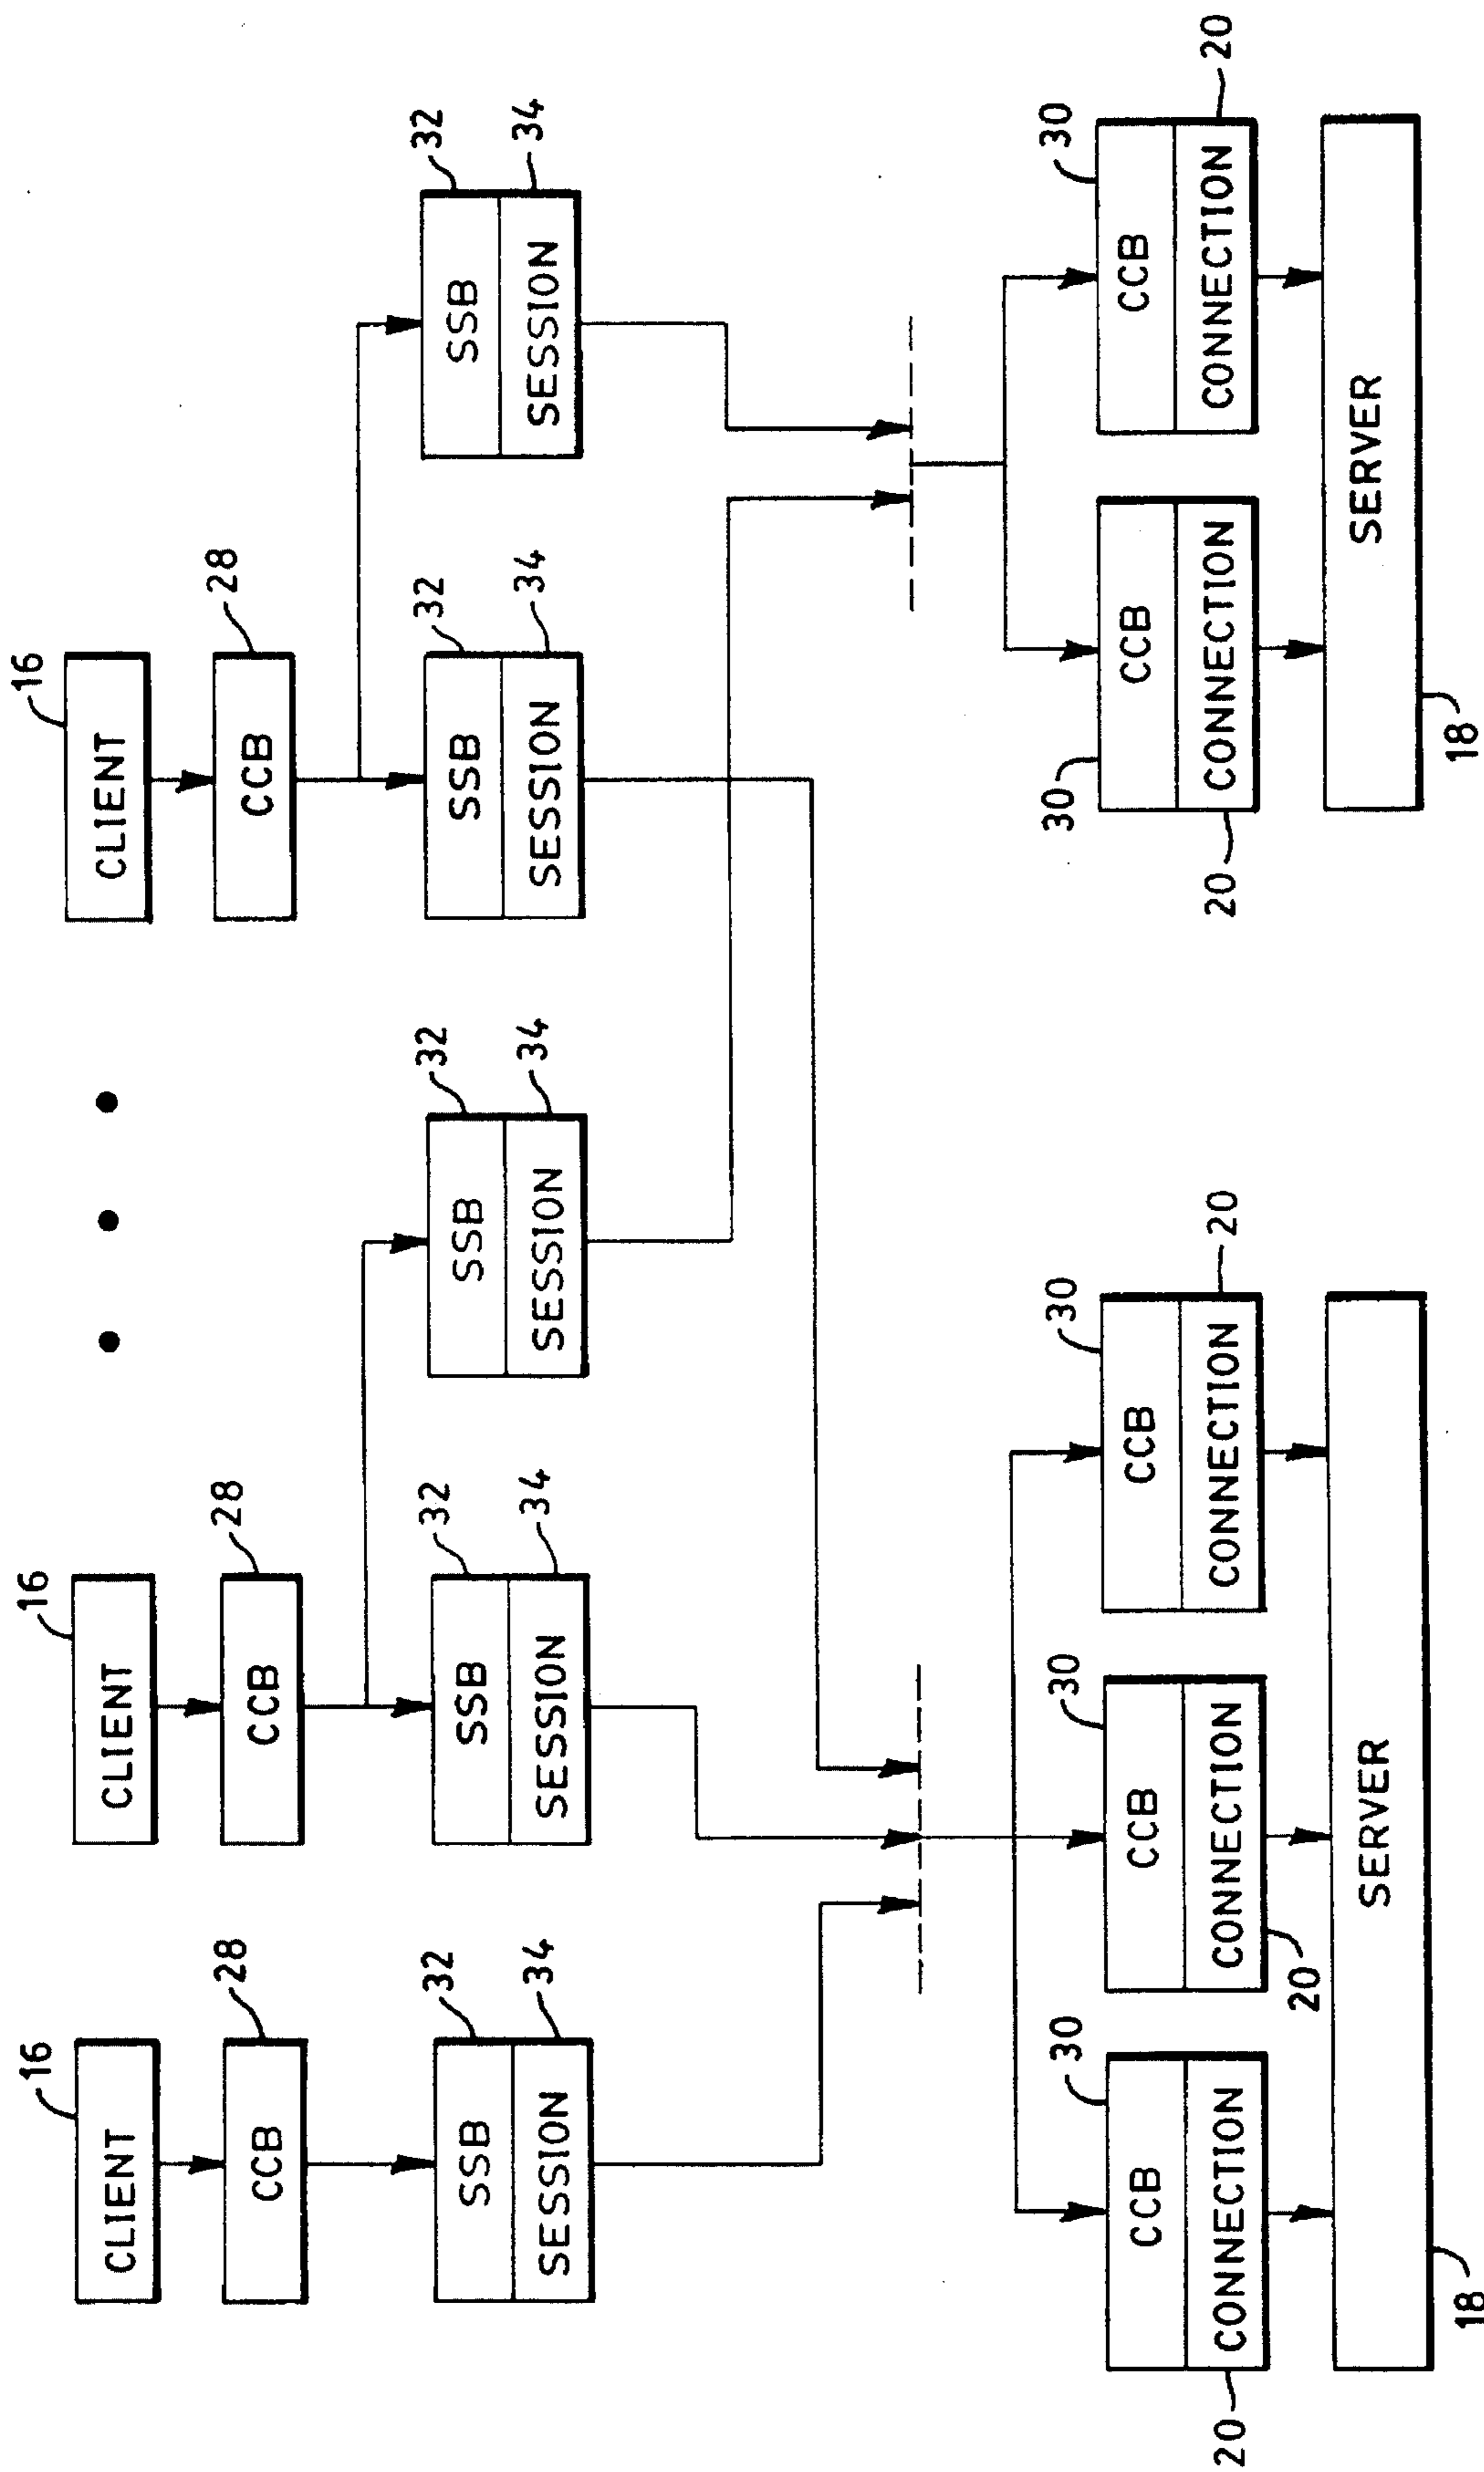 16 16 16
CLIENT CLIENT CLIENT
28 28 28
CCB CCB CCB
32 32 32 32 32
SSB SSB SSB SSB SSB
34 34 34 34 34
SESSION SESSION SESSION SESSION SESSION
30 30 30 30 30
CCB CCB CCB CCB CCB
CONNECTION CONNECTION CONNECTION CONNECTION CONNECTION
20 20 20 20 20
SERVER SERVER
18 18